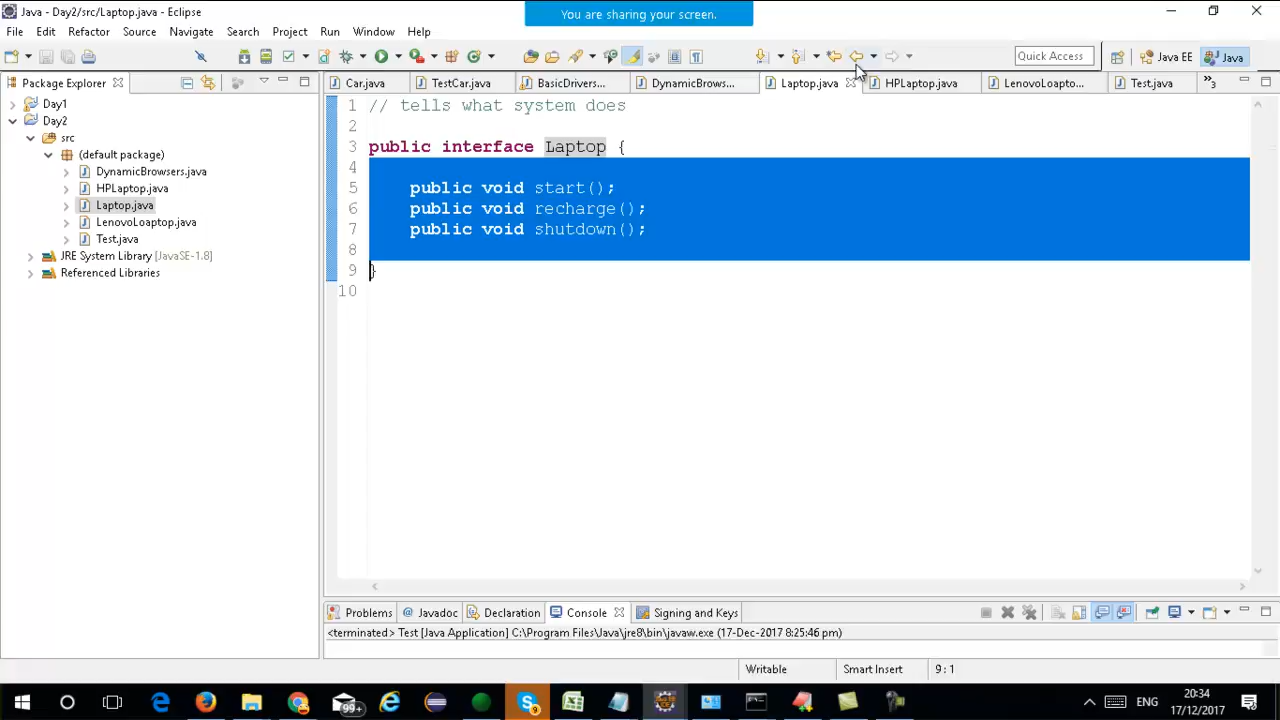 Java - Day2/src/Laptop.java - Eclipse
You are sharing your screen.
File Edit Refactor Source Navigate Search Project Run Window Help
Quick Access
Java EE
Java
Package Explorer
Car.java
TestCar.java
BasicDrivers...
DynamicBrows...
Laptop.java
HPLaptop.java
LenovoLoapto...
Test.java
»3
Day1
Day2
src
(default package)
DynamicBrowsers.java
HPLaptop.java
Laptop.java
LenovoLoaptop.java
Test.java
JRE System Library [JavaSE-1.8]
Referenced Libraries
1 // tells what system does
2
3 public interface Laptop {
4
5 public void start();
6 public void recharge();
7 public void shutdown();
8
9 }
10
Problems @ Javadoc Declaration Console Signing and Keys
<terminated> Test [Java Application] C:\Program Files\Java\jre8\bin\javaw.exe (17-Dec-2017 8:25:46 pm)
Writable Smart Insert 9 : 1
99+
S
9
ENG
20:34
17/12/2017